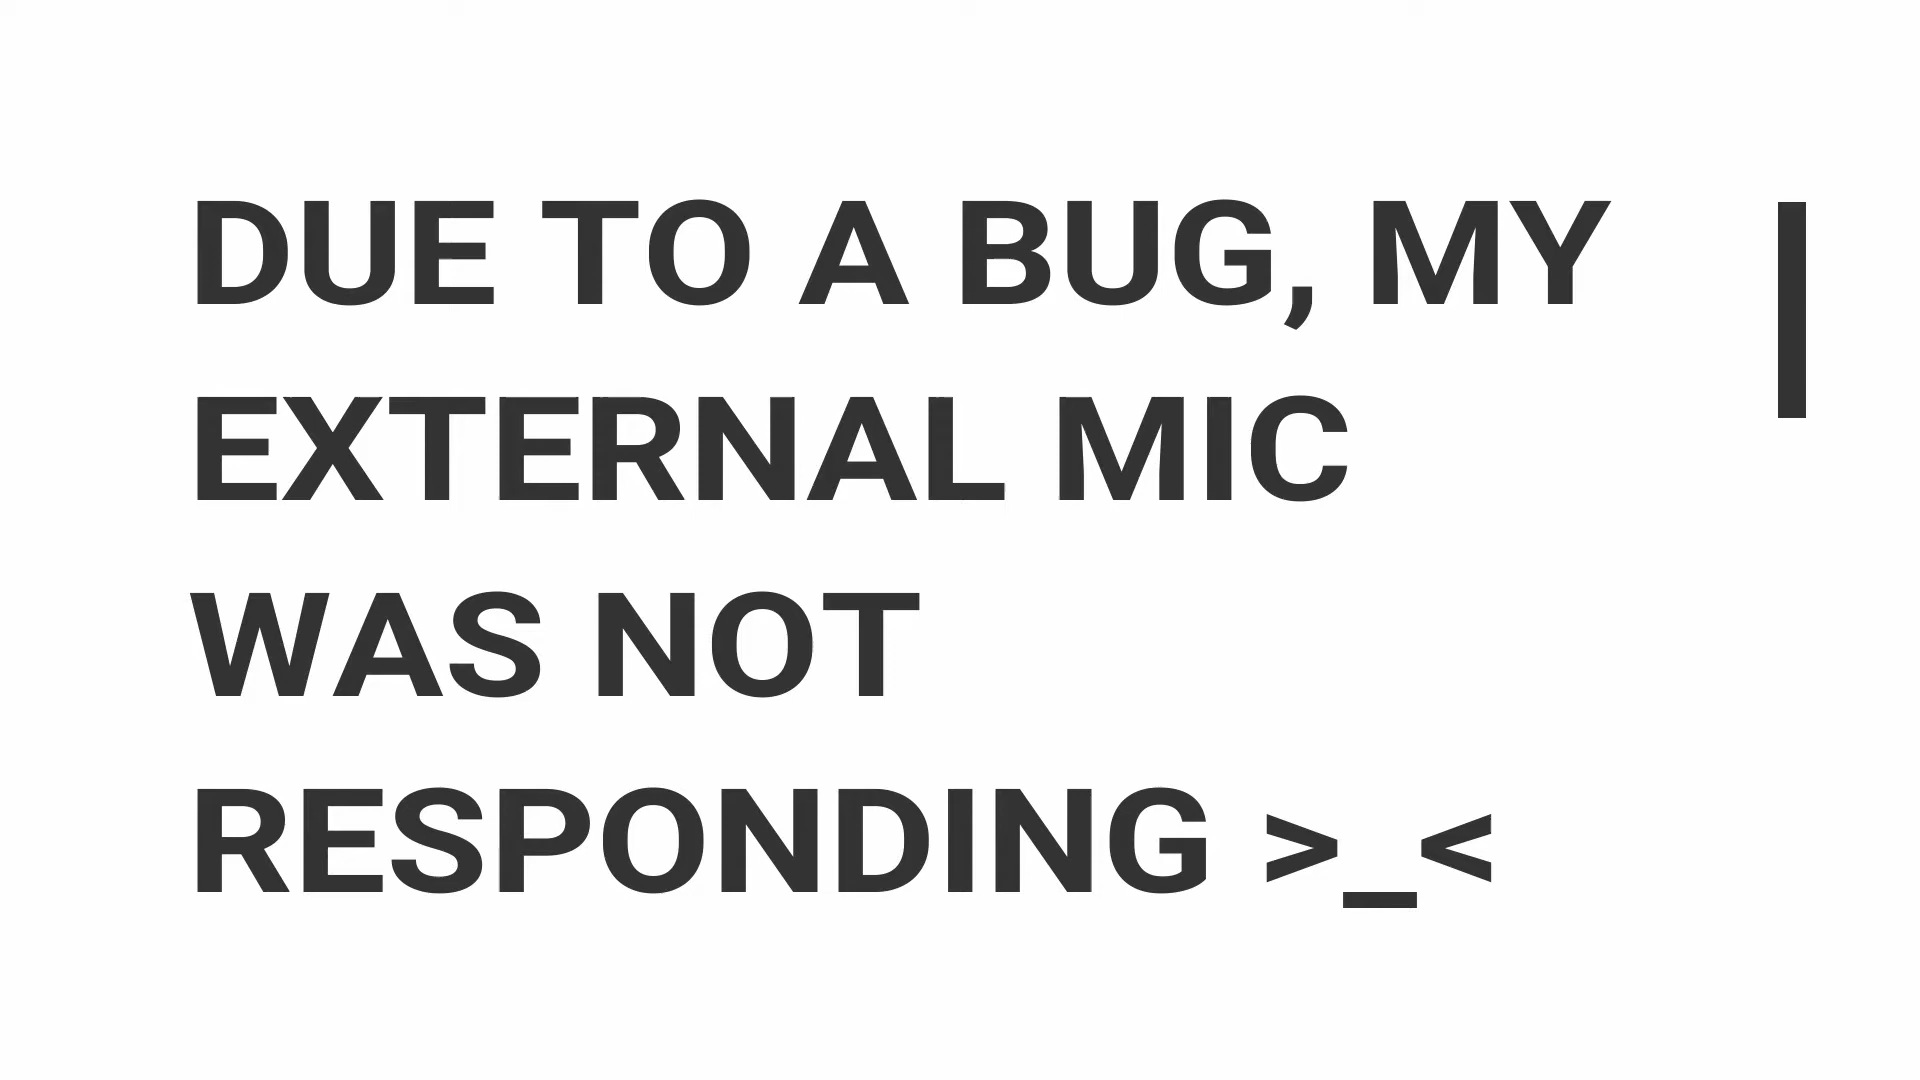 DUE TO A BUG, MY
EXTERNAL MIC
WAS NOT
RESPONDING >_<